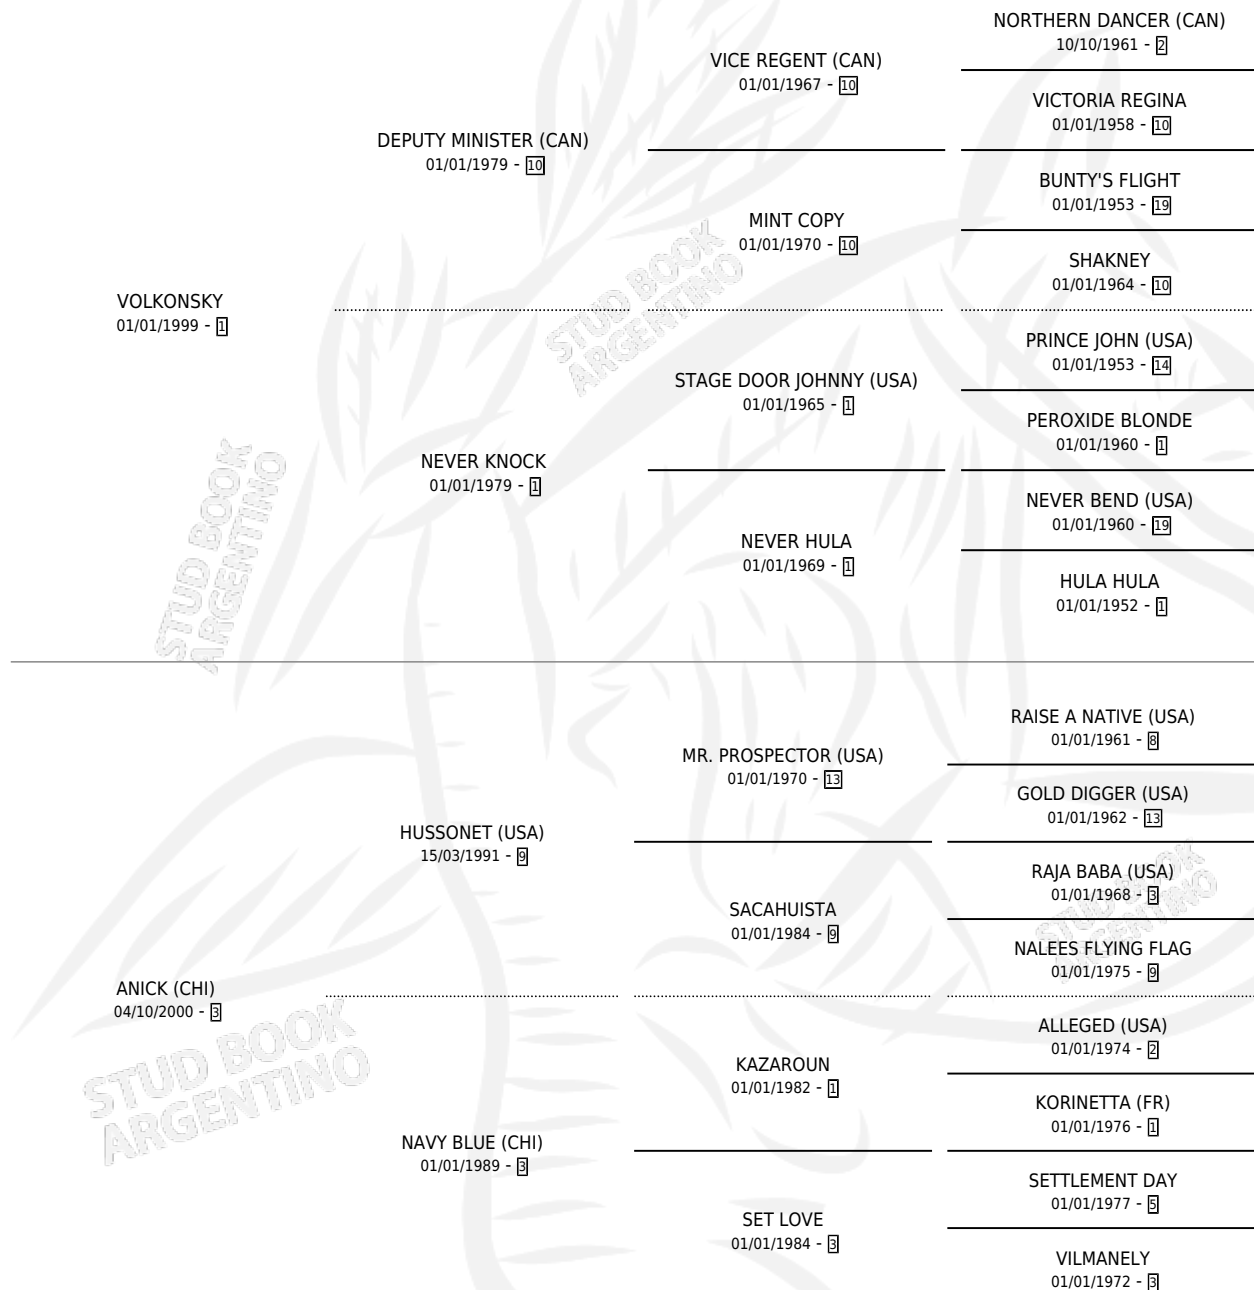 NORTHERN DANCER (CAN)
10/10/1961 - 2
VICE REGENT (CAN)
01/01/1967 - 10
VICTORIA REGINA
01/01/1958 - 10
DEPUTY MINISTER (CAN)
01/01/1979 - 10
BUNTY'S FLIGHT
01/01/1953 - 19
MINT COPY
01/01/1970 - 10
SHAKNEY
01/01/1964 - 10
VOLKONSKY
01/01/1999 - 1
PRINCE JOHN (USA)
01/01/1953 - 14
STAGE DOOR JOHNNY (USA)
01/01/1965 - 1
PEROXIDE BLONDE
01/01/1960 - 1
NEVER KNOCK
01/01/1979 - 1
NEVER BEND (USA)
01/01/1960 - 19
NEVER HULA
01/01/1969 - 1
HULA HULA
01/01/1952 - 1
RAISE A NATIVE (USA)
01/01/1961 - 8
MR. PROSPECTOR (USA)
01/01/1970 - 13
GOLD DIGGER (USA)
01/01/1962 - 13
HUSSONET (USA)
15/03/1991 - 9
RAJA BABA (USA)
01/01/1968 - 3
SACAHUISTA
01/01/1984 - 9
NALEES FLYING FLAG
01/01/1975 - 9
ANICK (CHI)
04/10/2000 - 3
ALLEGED (USA)
01/01/1974 - 2
KAZAROUN
01/01/1982 - 1
KORINETTA (FR)
01/01/1976 - 1
NAVY BLUE (CHI)
01/01/1989 - 3
SETTLEMENT DAY
01/01/1977 - 5
SET LOVE
01/01/1984 - 3
VILMANELY
01/01/1972 - 3
STUD BOOK
ARGENTINO
STUD BOOK
ARGENTINO
STUD BOOK
ARGENTINO
STUD BOOK
ARGENTINO